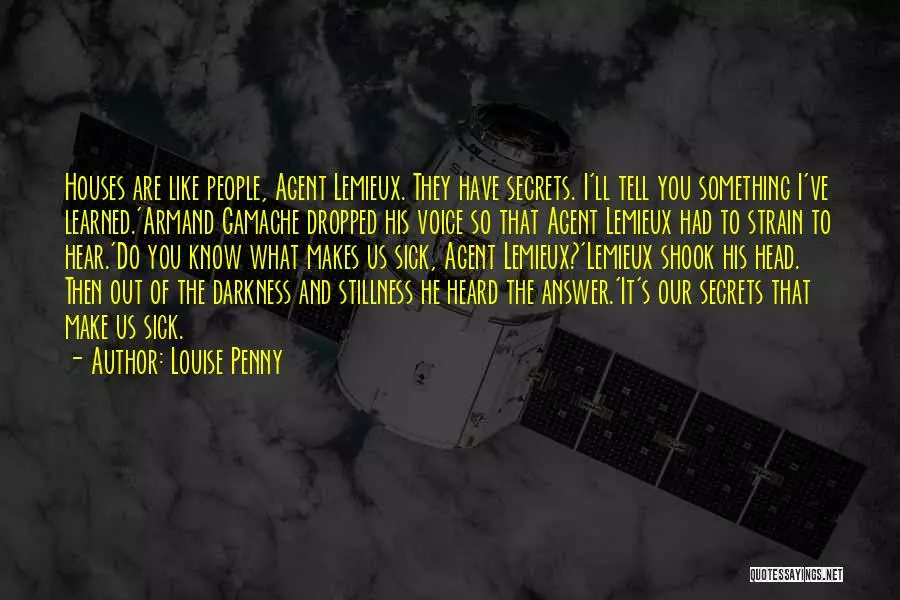 Houses are like people, Agent Lemieux. They have secrets. I'll tell you something I've
learned.'Armand Gamache dropped his voice so that Agent Lemieux had to strain to
hear.'Do you know what makes us sick, Agent Lemieux?'Lemieux shook his head.
Then out of the darkness and stillness he heard the answer.'It's our secrets that
make us sick.
- Author: Louise Penny
QUOTESSAYINGS.NET